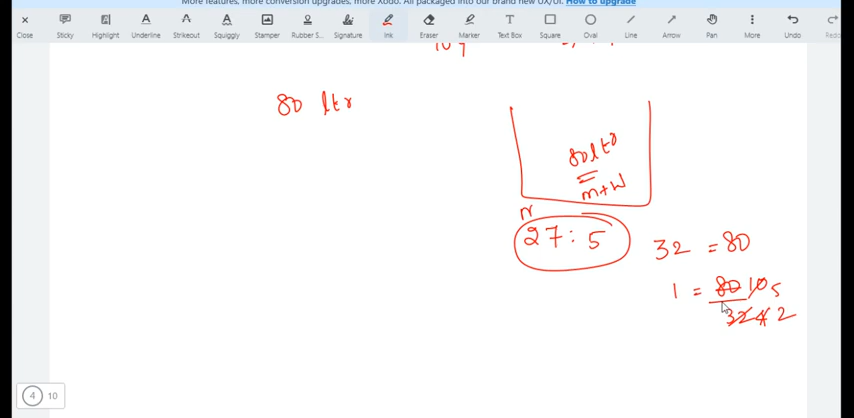 More features, more conversion upgrades, more Xodo. All packaged into our brand new UX/UI. How to upgrade
Close Sticky Highlight Underline Strikeout Squiggly Stamper Rubber S... Signature Ink Eraser Marker Text Box Square Oval Line Arrow Pan More Undo Redo
80 ltr
80 ltr
m+w
27 : 5
32 = 80
1 = 80 10 5
32 4 2
4 10